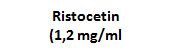 Ristocetin
(1,2 mg/ml